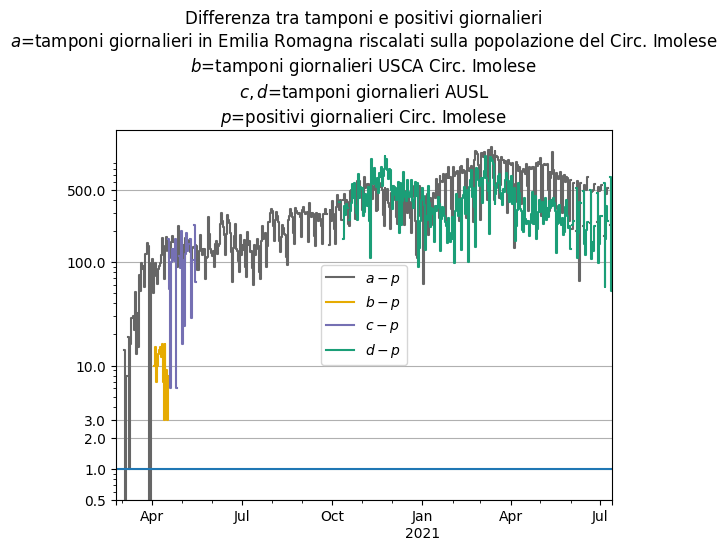 Differenza tra tamponi e positivi giornalieri
a=tamponi giornalieri in Emilia Romagna riscalati sulla popolazione del Circ. Imolese
b=tamponi giornalieri USCA Circ. Imolese
c, d=tamponi giornalieri AUSL
p=positivi giornalieri Circ. Imolese
500.0
100.0
10.0
3.0
2.0
1.0
0.5
a − p
b − p
c − p
d − p
Apr Jul Oct Jan Apr Jul
2021